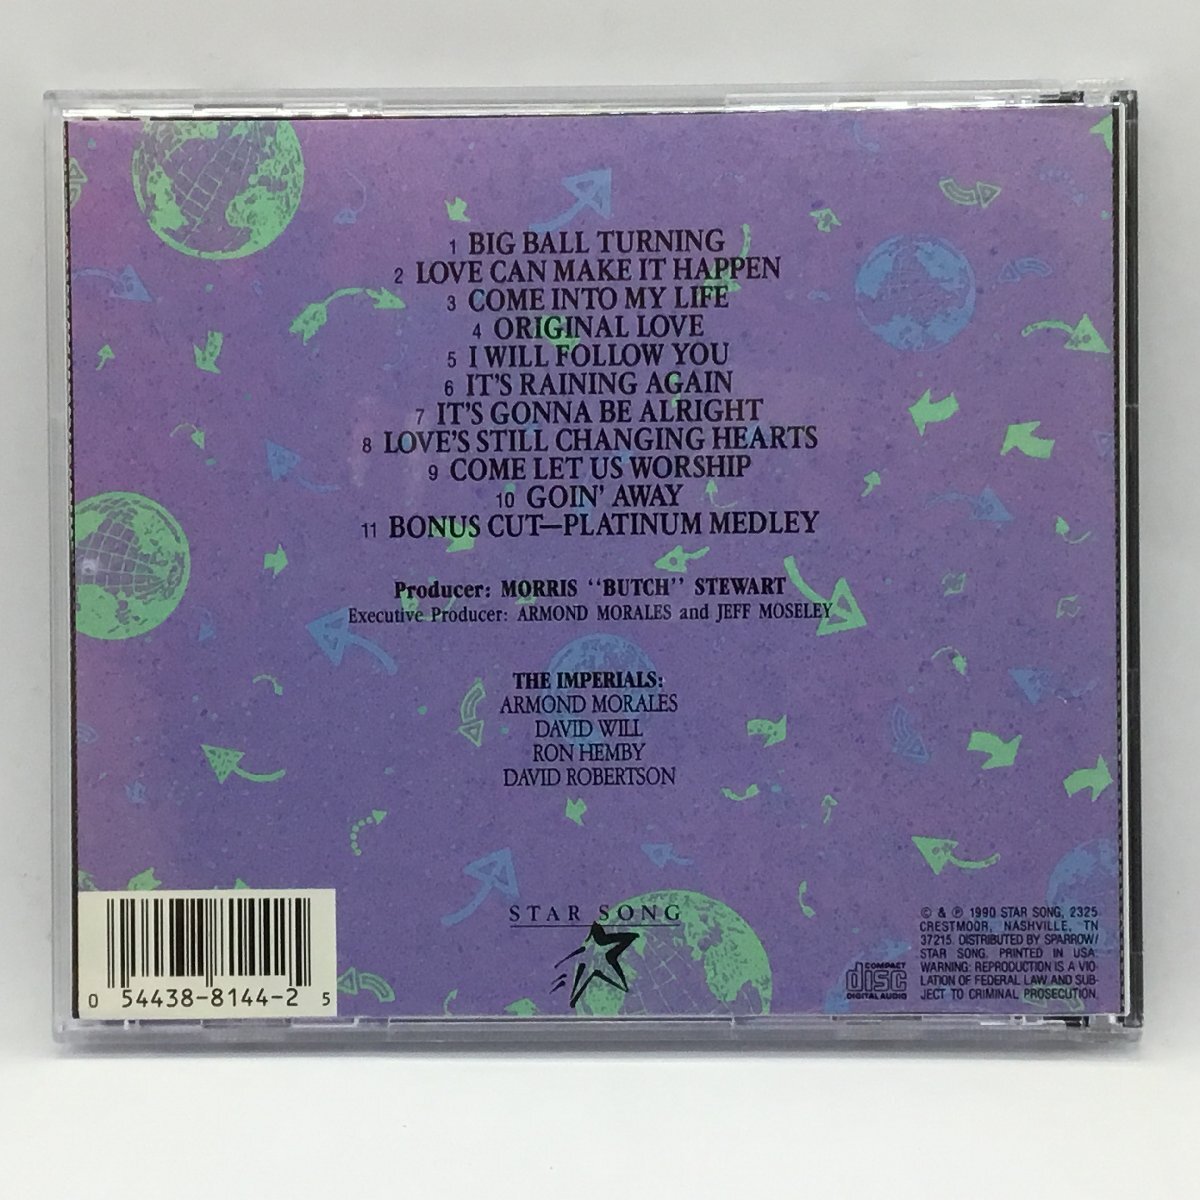 1 BIG BALL TURNING
2 LOVE CAN MAKE IT HAPPEN
3 COME INTO MY LIFE
4 ORIGINAL LOVE
5 I WILL FOLLOW YOU
6 IT'S RAINING AGAIN
7 IT'S GONNA BE ALRIGHT
8 LOVE'S STILL CHANGING HEARTS
9 COME LET US WORSHIP
10 GOIN' AWAY
11 BONUS CUT—PLATINUM MEDLEY
Producer: MORRIS "BUTCH" STEWART
Executive Producer: ARMOND MORALES and JEFF MOSELEY
THE IMPERIALS:
ARMOND MORALES
DAVID WILL
RON HEMBY
DAVID ROBERTSON
STAR SONG
0 54438-8144-2 5
COMPACT
disc
DIGITAL AUDIO
© & ℗ 1990 STAR SONG, 2325
CRESTMOOR, NASHVILLE, TN
37215. DISTRIBUTED BY SPARROW/
STAR SONG. PRINTED IN USA.
WARNING: REPRODUCTION IS A VIO-
LATION OF FEDERAL LAW AND SUB-
JECT TO CRIMINAL PROSECUTION.